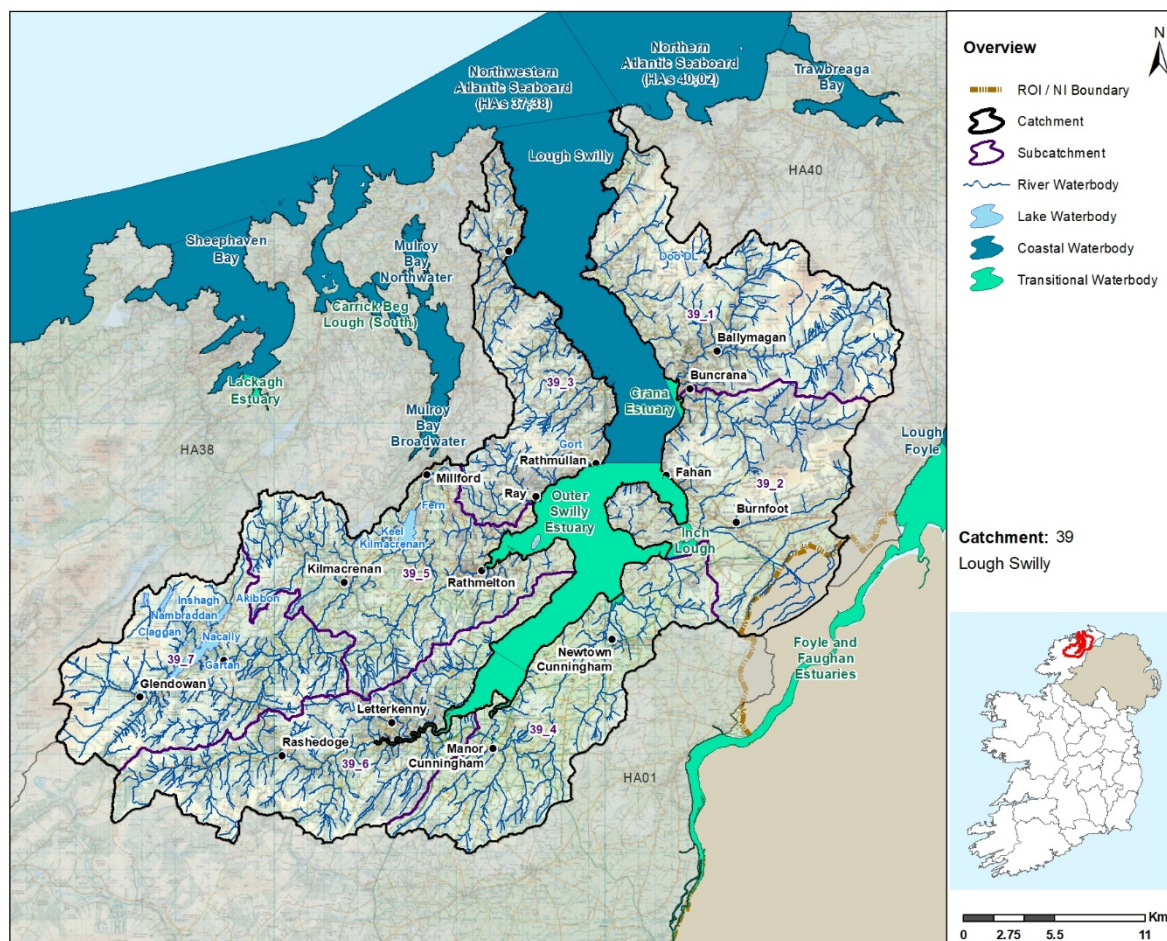 Northwestern
Atlantic Seaboard
(HAs 37;38)
Northern
Atlantic Seaboard
(HAs 40;02)
Trawbreaga
Bay
Lough Swilly
HA40
Sheephaven
Bay
Mulroy
Bay
Northwater
Doo DL
Carrick Beg
Lough (South)
39_1
Ballymagan
Lackagh
Estuary
39_3
Buncrana
Crana
Estuary
Mulroy
Bay
Broadwater
HA38
Gort
Rathmullan
Lough
Foyle
Millford
Fahan
Ray
39_2
Fern
Outer
Swilly
Estuary
Burnfoot
Keel
Kilmacrenan
Inch
Lough
Kilmacrenan
39_5
Rathmelton
Akibbon
Inshagh
Nambraddan
Claggan
Nacally
Gartan
39_7
Glendowan
Newtown
Cunningham
Foyle and
Faughan
Estuaries
Letterkenny
Rashedoge
39_6
Manor
Cunningham
39_4
HA01
Overview
N
ROI / NI Boundary
Catchment
Subcatchment
River Waterbody
Lake Waterbody
Coastal Waterbody
Transitional Waterbody
Catchment: 39
Lough Swilly
Km
0 2.75 5.5 11